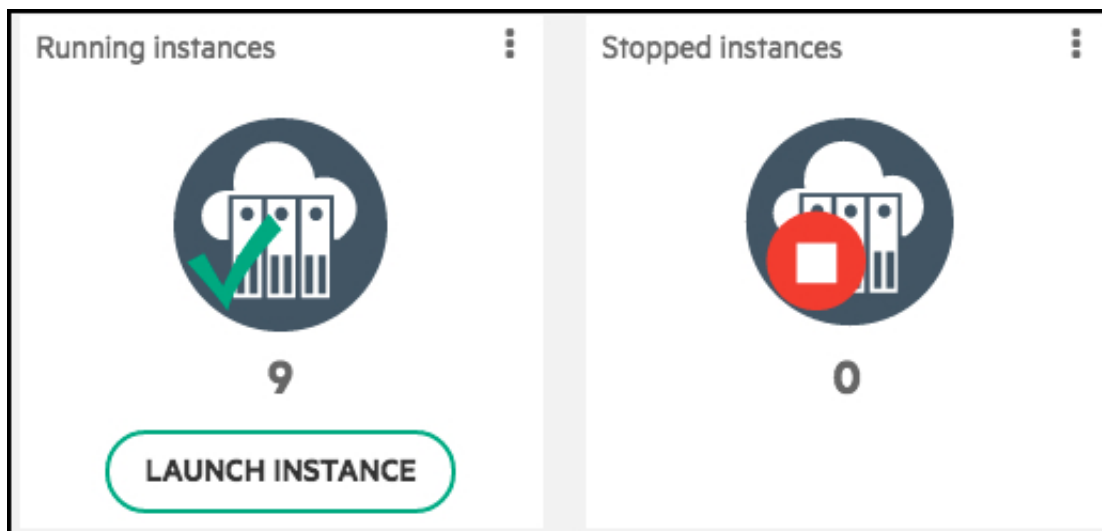 Running instances
Stopped instances
9
0
LAUNCH INSTANCE